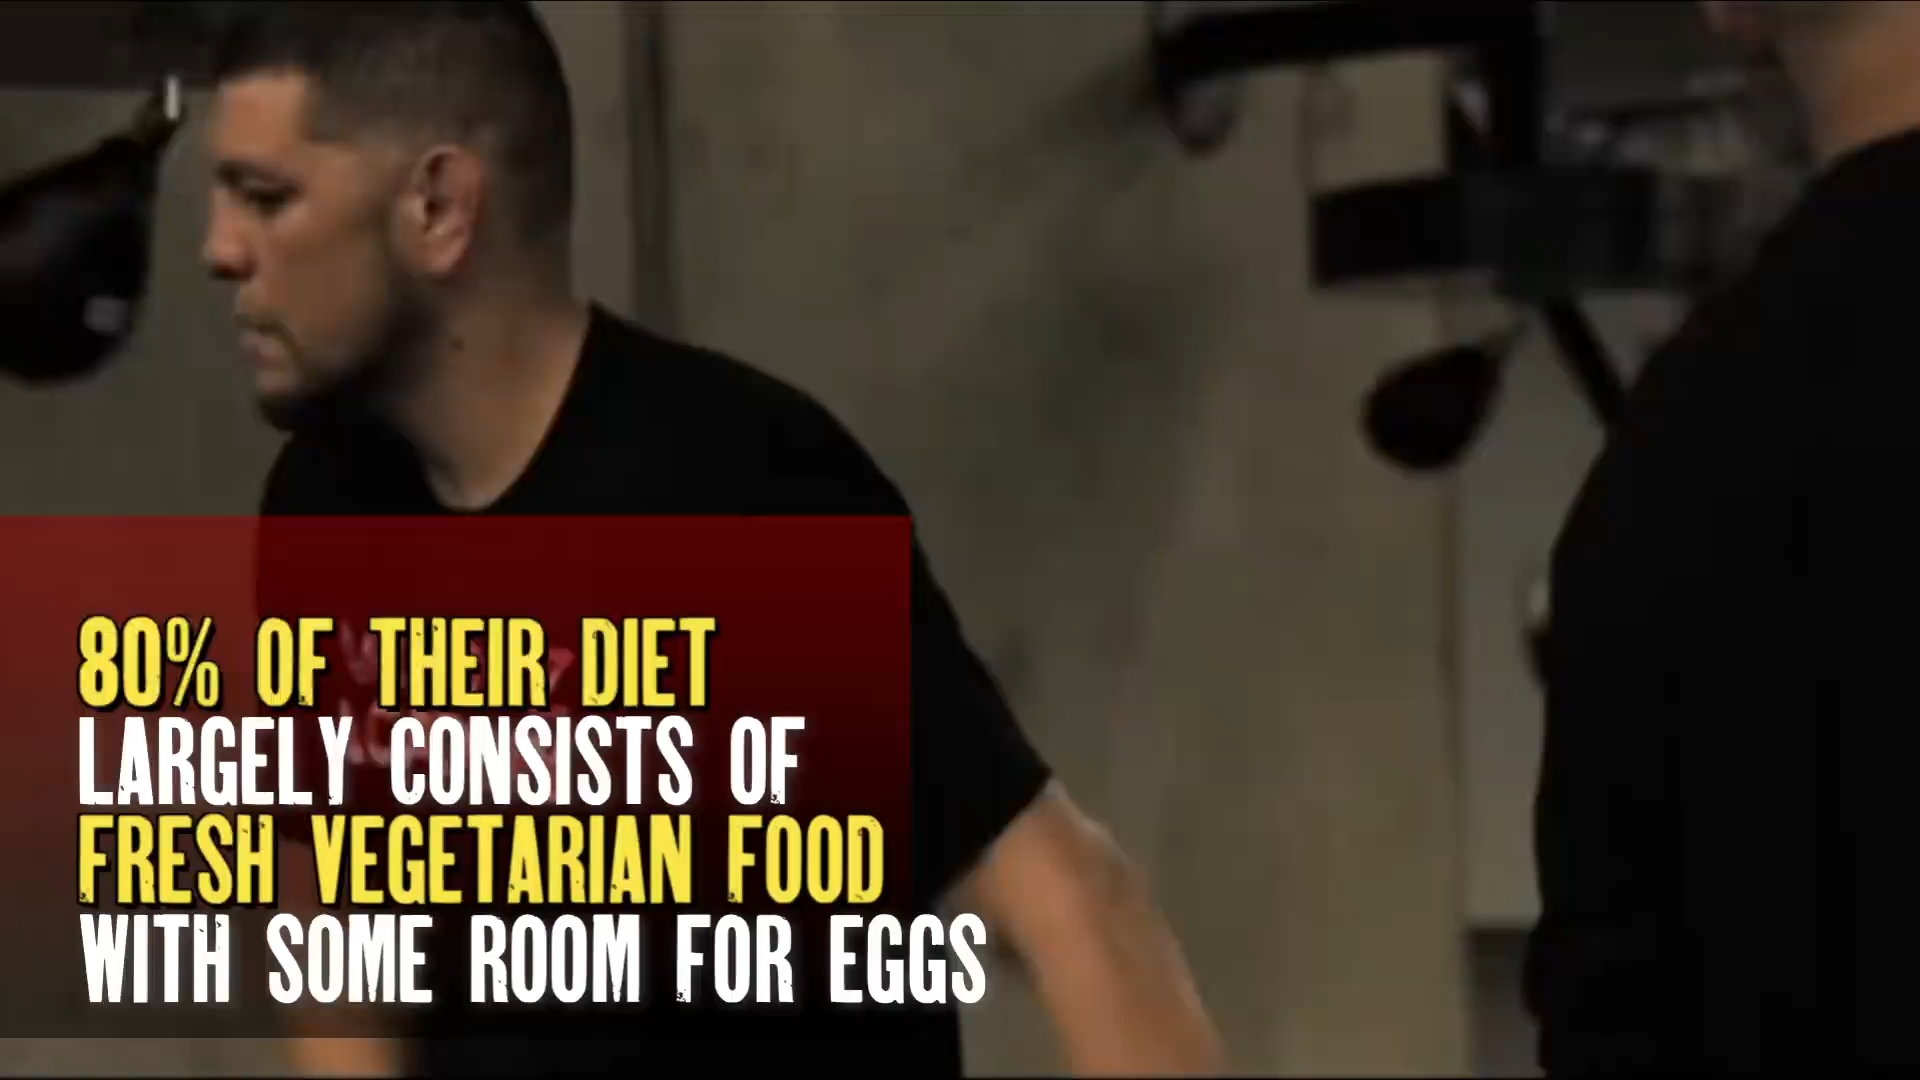 80% OF THEIR DIET
LARGELY CONSISTS OF
FRESH VEGETARIAN FOOD
WITH SOME ROOM FOR EGGS